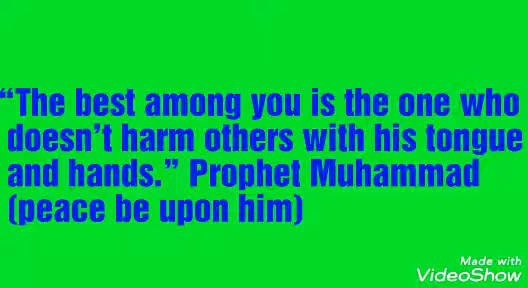 “The best among you is the one who
doesn’t harm others with his tongue
and hands.” Prophet Muhammad
(peace be upon him)
Made with
VideoShow